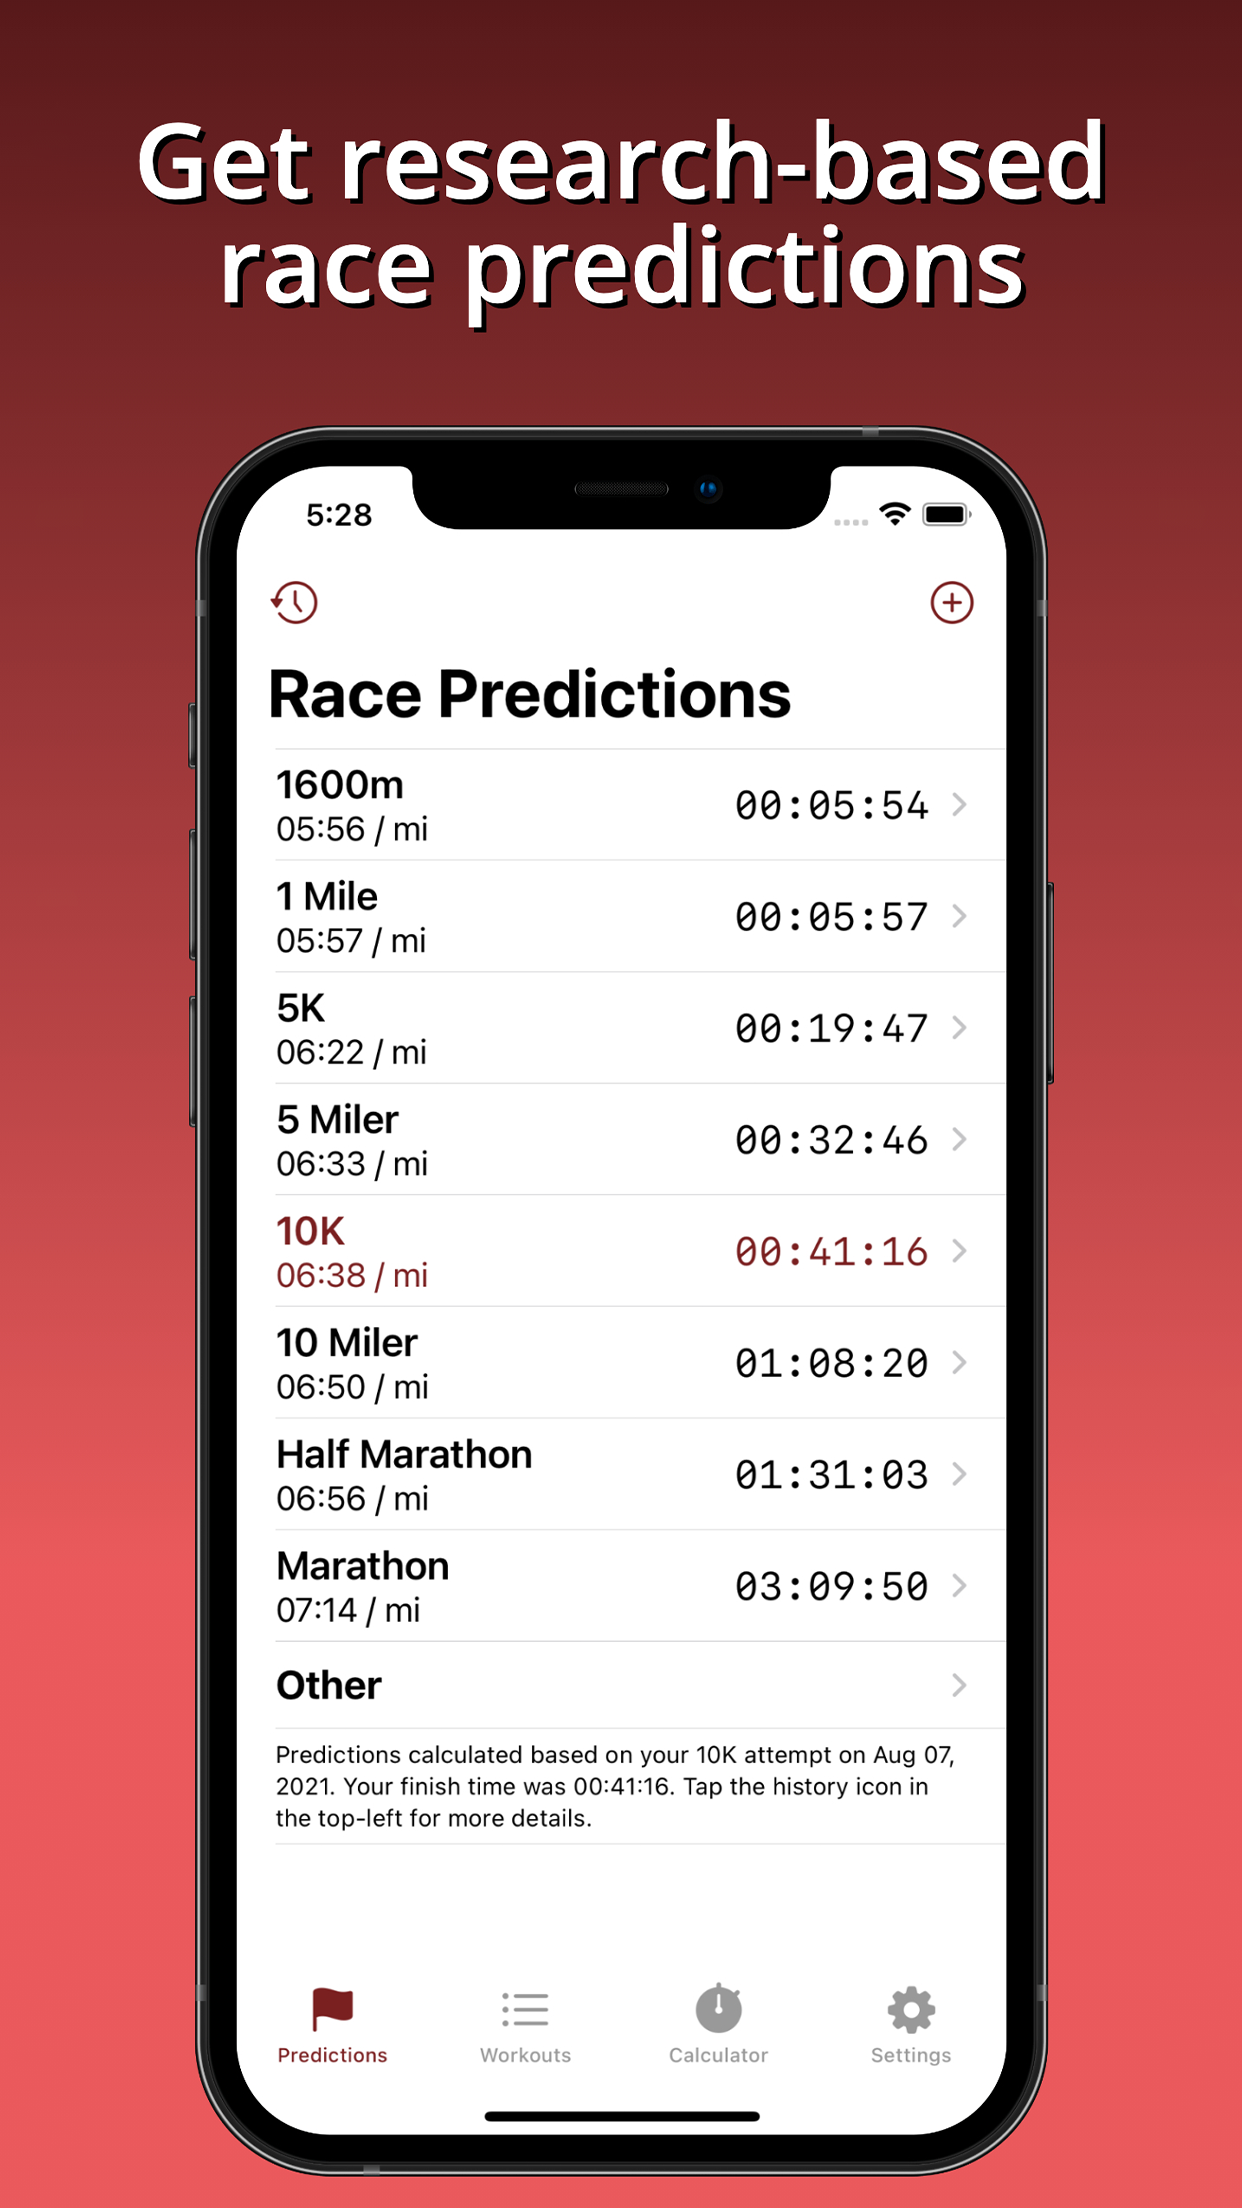 Get research-based
race predictions
5:28
Race Predictions
1600m
05:56 / mi
00:05:54
1 Mile
05:57 / mi
00:05:57
5K
06:22 / mi
00:19:47
5 Miler
06:33 / mi
00:32:46
10K
06:38 / mi
00:41:16
10 Miler
06:50 / mi
01:08:20
Half Marathon
06:56 / mi
01:31:03
Marathon
07:14 / mi
03:09:50
Other
Predictions calculated based on your 10K attempt on Aug 07,
2021. Your finish time was 00:41:16. Tap the history icon in
the top-left for more details.
Predictions
Workouts
Calculator
Settings